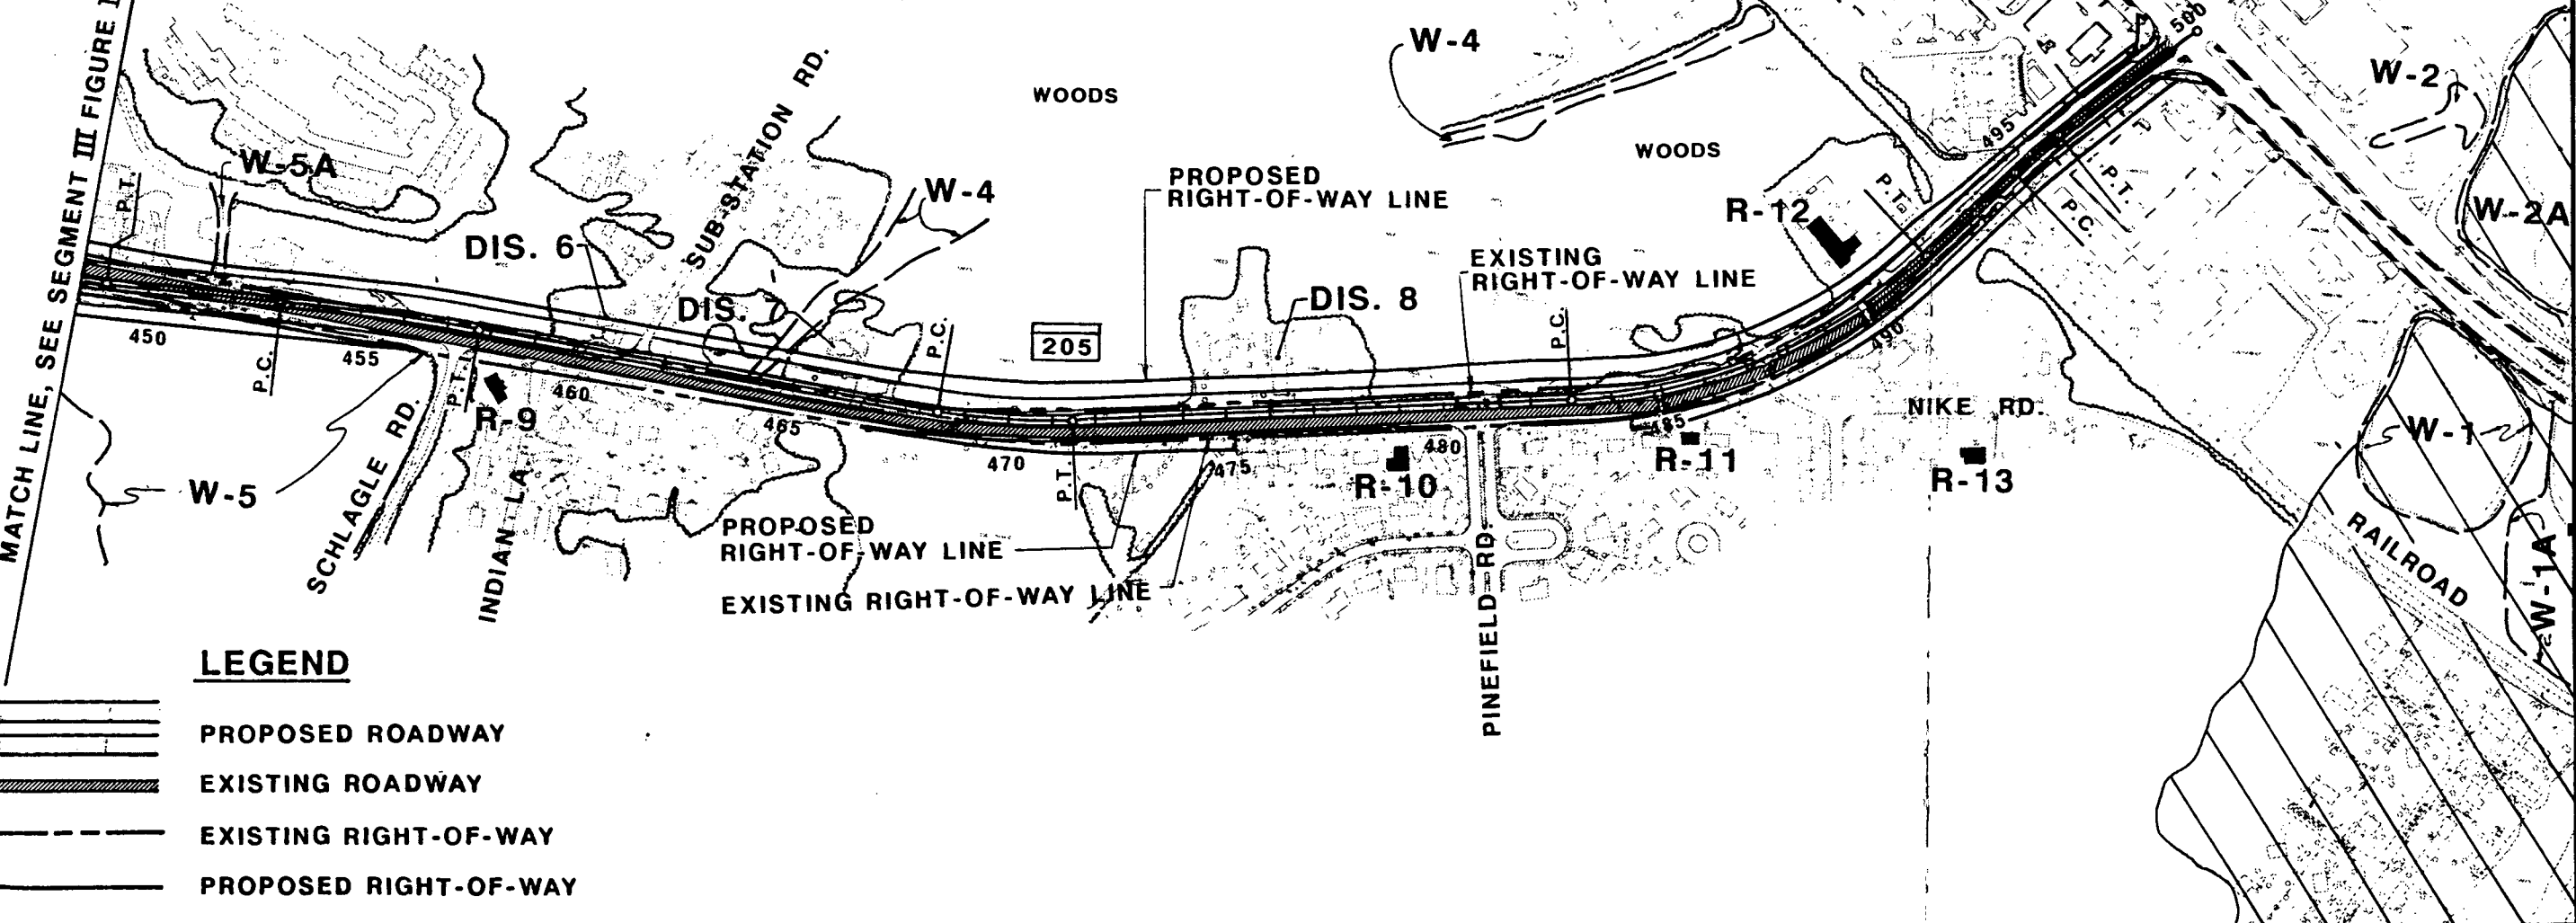 MATCH LINE, SEE SEGMENT III FIGURE
W-4
500
W-2
WOODS
SUB-STATION RD.
495
WOODS
W-5A
P.T.
W-4
PROPOSED
RIGHT-OF-WAY LINE
P.T.
P.T.
P.C.
R-12
W-2A
DIS. 6
EXISTING
RIGHT-OF-WAY LINE
DIS. 7
DIS. 8
205
P.C.
P.C.
450
455
P.C.
P.T.
460
465
490
R-9
NIKE RD.
485
W-1
470
475
480
P.T.
R-10
R-11
R-13
W-5
SCHLAGLE RD.
INDIAN LA.
PROPOSED
RIGHT-OF-WAY LINE
EXISTING RIGHT-OF-WAY LINE
PINEFIELD RD.
RAILROAD
W-1A
LEGEND
PROPOSED ROADWAY
EXISTING ROADWAY
EXISTING RIGHT-OF-WAY
PROPOSED RIGHT-OF-WAY